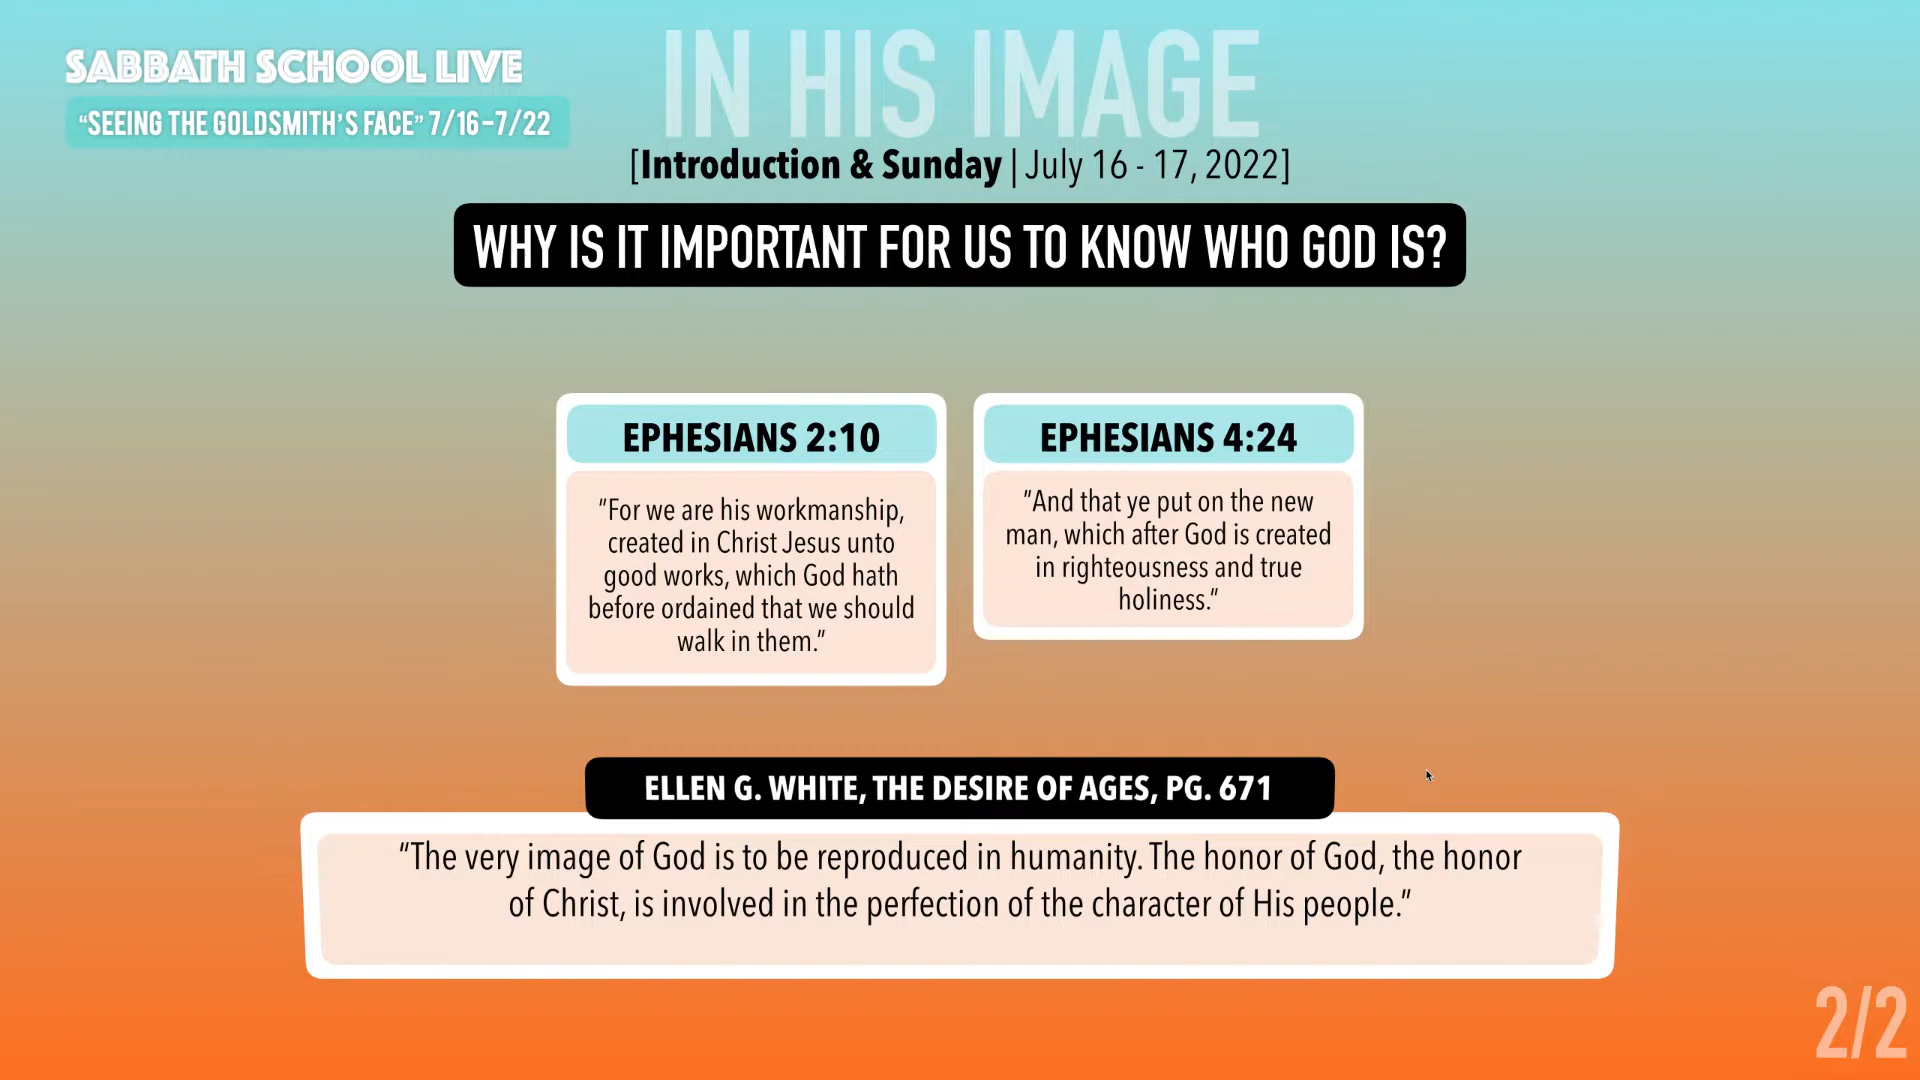 SABBATH SCHOOL LIVE
“SEEING THE GOLDSMITH’S FACE” 7/16-7/22
IN HIS IMAGE
[Introduction & Sunday | July 16 - 17, 2022]
WHY IS IT IMPORTANT FOR US TO KNOW WHO GOD IS?
EPHESIANS 2:10
“For we are his workmanship,
created in Christ Jesus unto
good works, which God hath
before ordained that we should
walk in them.”
EPHESIANS 4:24
“And that ye put on the new
man, which after God is created
in righteousness and true
holiness.”
ELLEN G. WHITE, THE DESIRE OF AGES, PG. 671
“The very image of God is to be reproduced in humanity. The honor of God, the honor
of Christ, is involved in the perfection of the character of His people.”
2/2